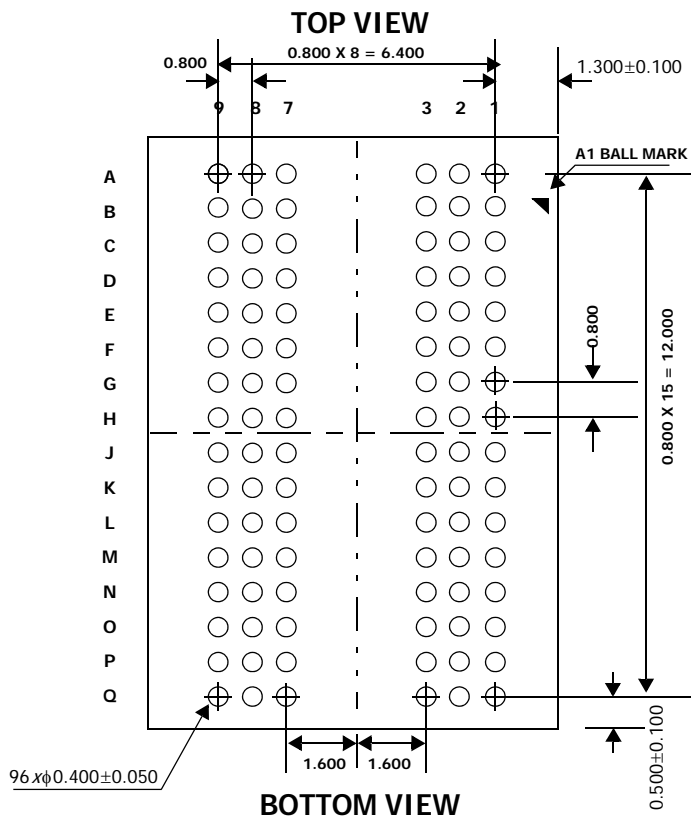 TOP VIEW
0.800 X 8 = 6.400
0.800
1.300±0.100
9 8 7 3 2 1
A1 BALL MARK
A
B
C
D
E
F
G
H
J
K
L
M
N
O
P
Q
0.800
0.800 X 15 = 12.000
1.600 1.600
0.500±0.100
96 xϕ0.400±0.050
BOTTOM VIEW